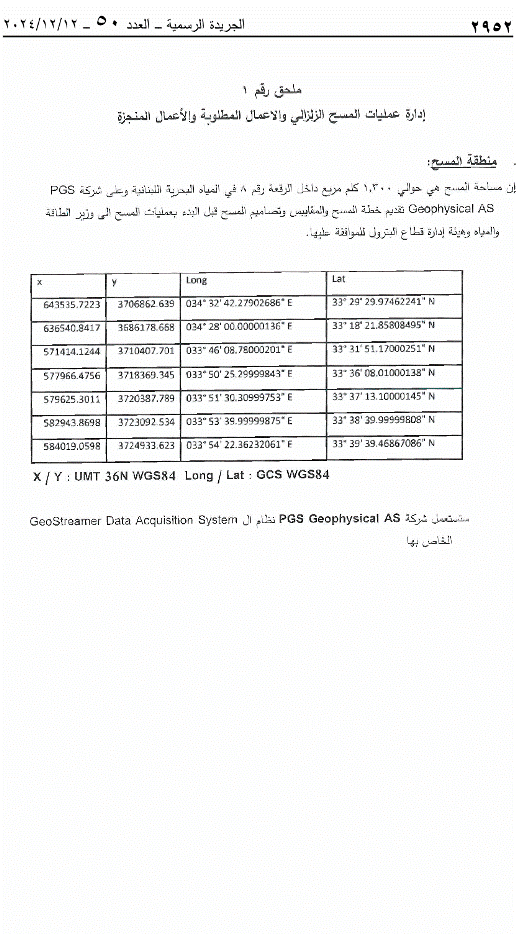 ٢٩٥٢ الجريدة الرسمية ــ العدد ٥٠ ــ ٢٠٢٤/١٢/١٢
ملحق رقم ١
إدارة عمليات المسح الزلزالي والاعمال المطلوبة والأعمال المنجزة
. منطقة المسح:
إن مساحة المسح هي حوالي ١,٣٠٠ كلم مربع داخل الرقعة رقم ٨ في المياه البحرية اللبنانية وعلى شركة PGS
Geophysical AS تقديم خطة المسح والمقاييس وتصاميم المسح قبل البدء بعمليات المسح الى وزير الطاقة
والمياه وهيئة إدارة قطاع البترول للموافقة عليها.
x y Long Lat
643535.7223 3706862.639 034° 32' 42.27902686" E 33° 29' 29.97462241" N
636540.8417 3686178.668 034° 28' 00.00000136" E 33° 18' 21.85808495" N
571414.1244 3710407.701 033° 46' 08.78000201" E 33° 31' 51.17000251" N
577966.4756 3718369.345 033° 50' 25.29999843" E 33° 36' 08.01000138" N
579625.3011 3720387.789 033° 51' 30.30999753" E 33° 37' 13.10000145" N
582943.8698 3723092.534 033° 53' 39.99999875" E 33° 38' 39.99999808" N
584019.0598 3724933.623 033° 54' 22.36232061" E 33° 39' 39.46867086" N
X / Y : UMT 36N WGS84 Long / Lat : GCS WGS84
ستستعمل شركة PGS Geophysical AS نظام ال GeoStreamer Data Acquisition System
الخاص بها